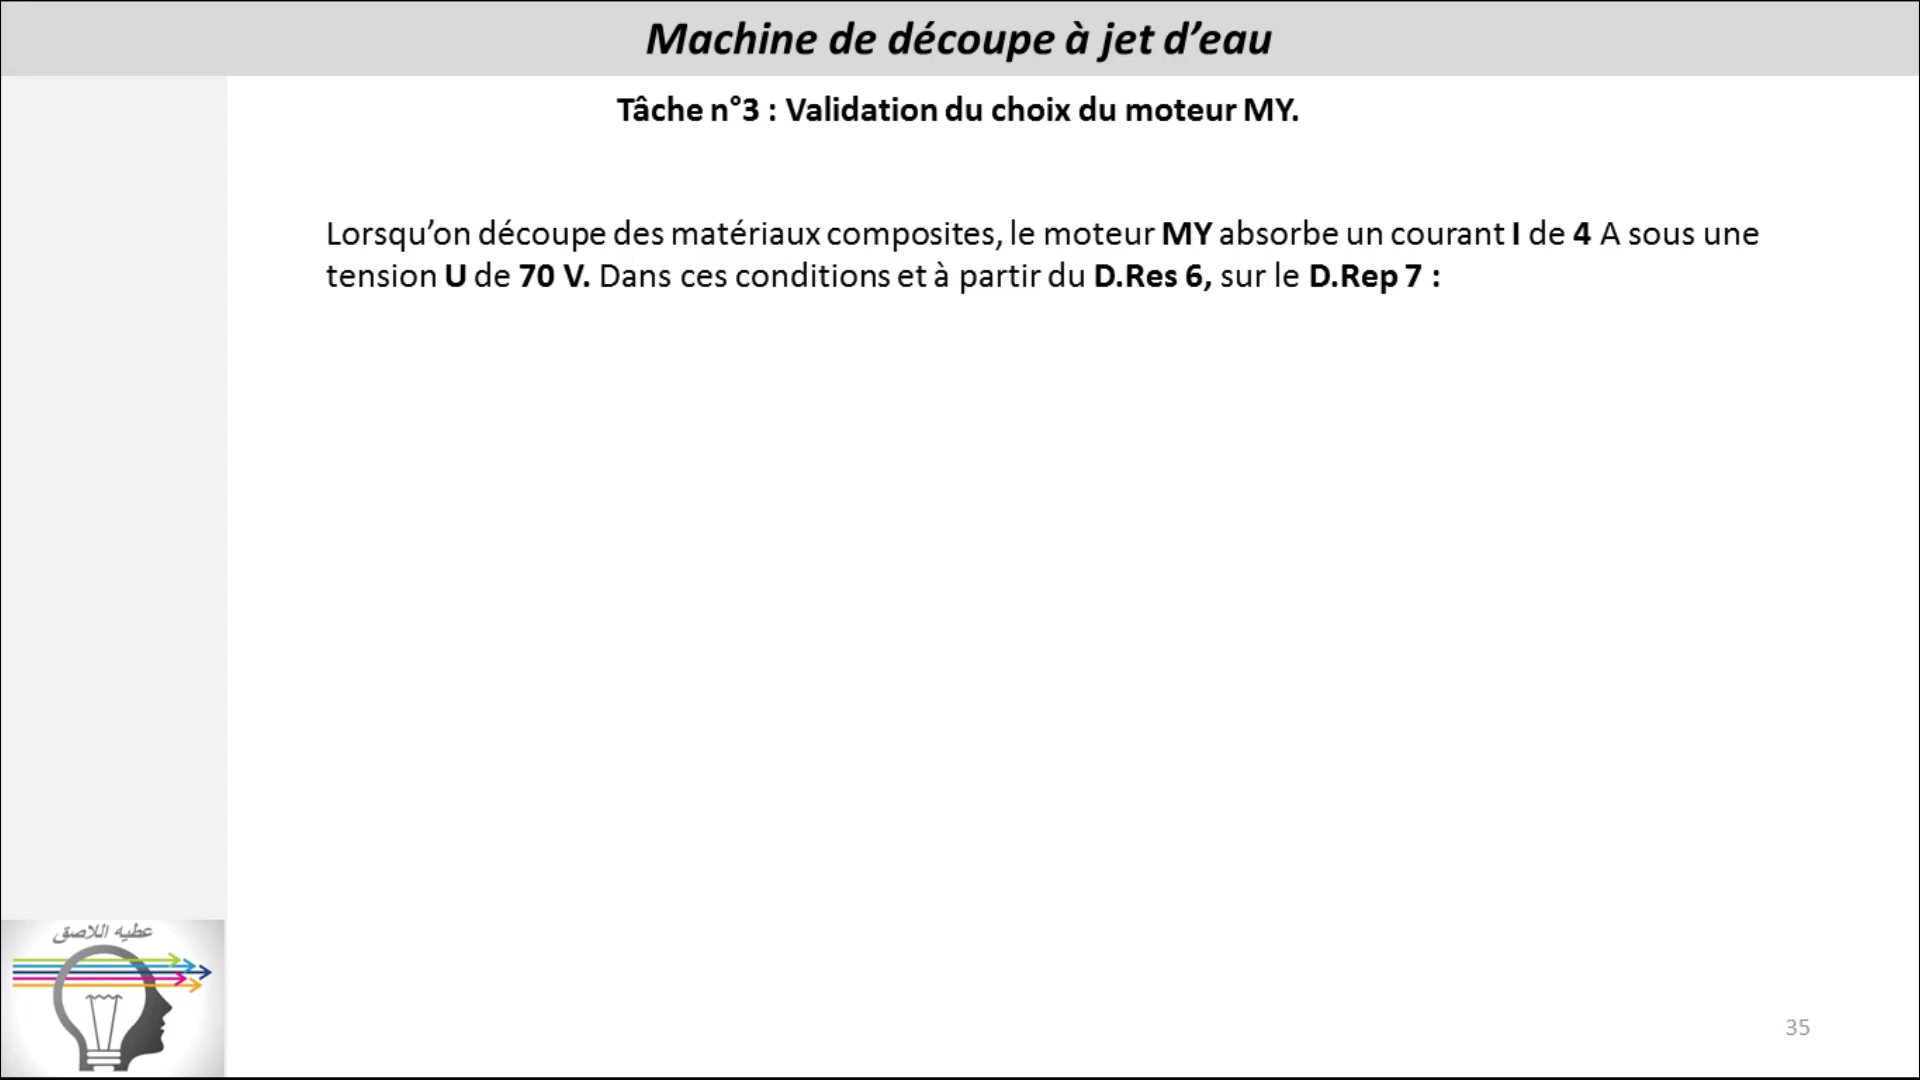 Machine de découpe à jet d’eau
Tâche n°3 : Validation du choix du moteur MY.
Lorsqu’on découpe des matériaux composites, le moteur MY absorbe un courant I de 4 A sous une
tension U de 70 V. Dans ces conditions et à partir du D.Res 6, sur le D.Rep 7 :
عطيه اللاصق
35